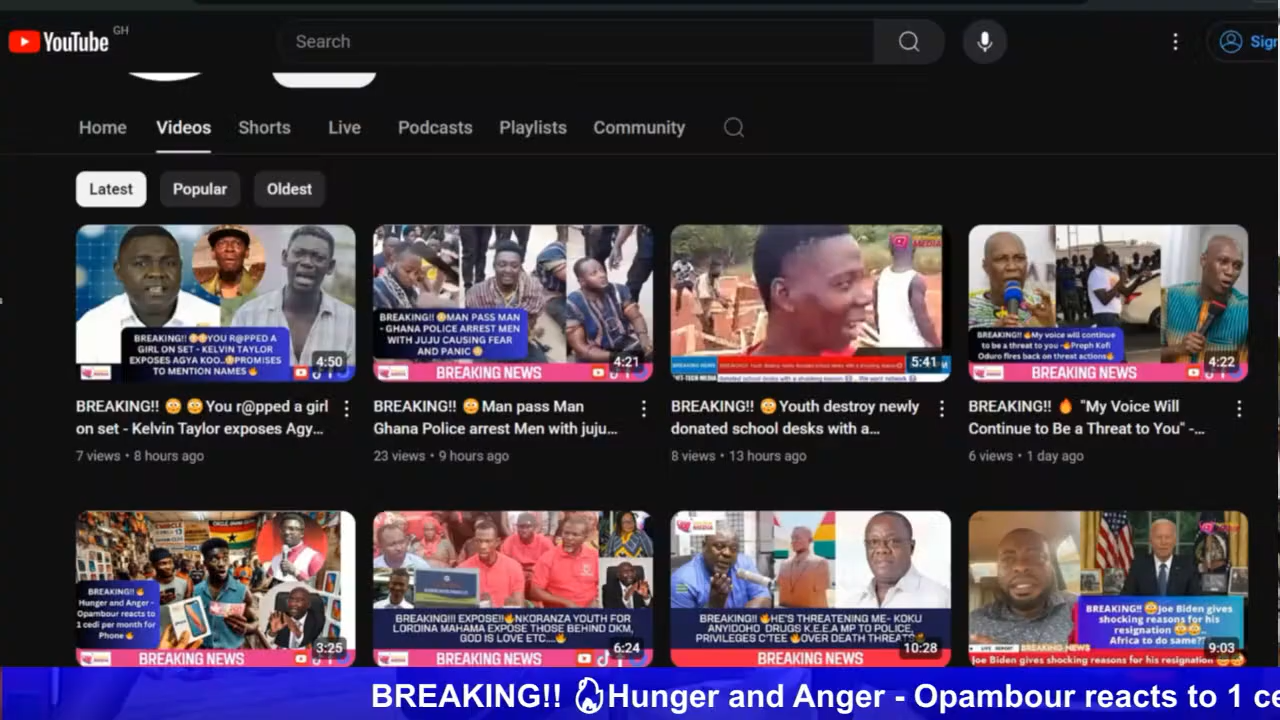 YouTube GH
Search
Sign
Home Videos Shorts Live Podcasts Playlists Community
Latest Popular Oldest
BREAKING!! 😳😳YOU R@PPED A
GIRL ON SET - KELVIN TAYLOR
EXPOSES AGYA KOO..😳PROMISES
TO MENTION NAMES 🔥
4:50
BREAKING!! 😳MAN PASS MAN
- GHANA POLICE ARREST MEN
WITH JUJU CAUSING FEAR
AND PANIC 😳
4:21
BREAKING NEWS
MEDIA
5:41
BREAKING NEWS
BREAKING!! 🔥My voice will continue
to be a threat to you -🔥Proph Kofi
Oduro fires back on threat actions🔥
4:22
BREAKING NEWS
BREAKING!! 😳 😳 You r@pped a girl
on set - Kelvin Taylor exposes Agy...
7 views • 8 hours ago
BREAKING!! 😳 Man pass Man
Ghana Police arrest Men with juju...
23 views • 9 hours ago
BREAKING!! 😳 Youth destroy newly
donated school desks with a...
8 views • 13 hours ago
BREAKING!! 🔥 "My Voice Will
Continue to Be a Threat to You" -...
6 views • 1 day ago
BREAKING!! 🔥
Hunger and Anger -
Opambour reacts to
1 cedi per month for
Phone 🔥
3:25
BREAKING NEWS
BREAKING!!! EXPOSE!!🔥NKORANZA YOUTH FOR
LORDINA MAHAMA EXPOSE THOSE BEHIND DKM,
GOD IS LOVE ETC...🔥
6:24
BREAKING NEWS
BREAKING!! 🔥HE'S THREATENING ME- KOKU
ANYIDOHO DRUGS K.E.E.A MP TO POLICE,
PRIVILEGES C'TEE 🔥OVER DEATH THREAT🔥
10:28
BREAKING NEWS
BREAKING!! 😳Joe Biden gives
shocking reasons for his
resignation 😳😳..
Africa to do same??
9:03
LIVE REPORT BREAKING NEWS
Joe Biden gives shocking reasons for his resignation 😳😳
BREAKING!! 🔥Hunger and Anger - Opambour reacts to 1 ce